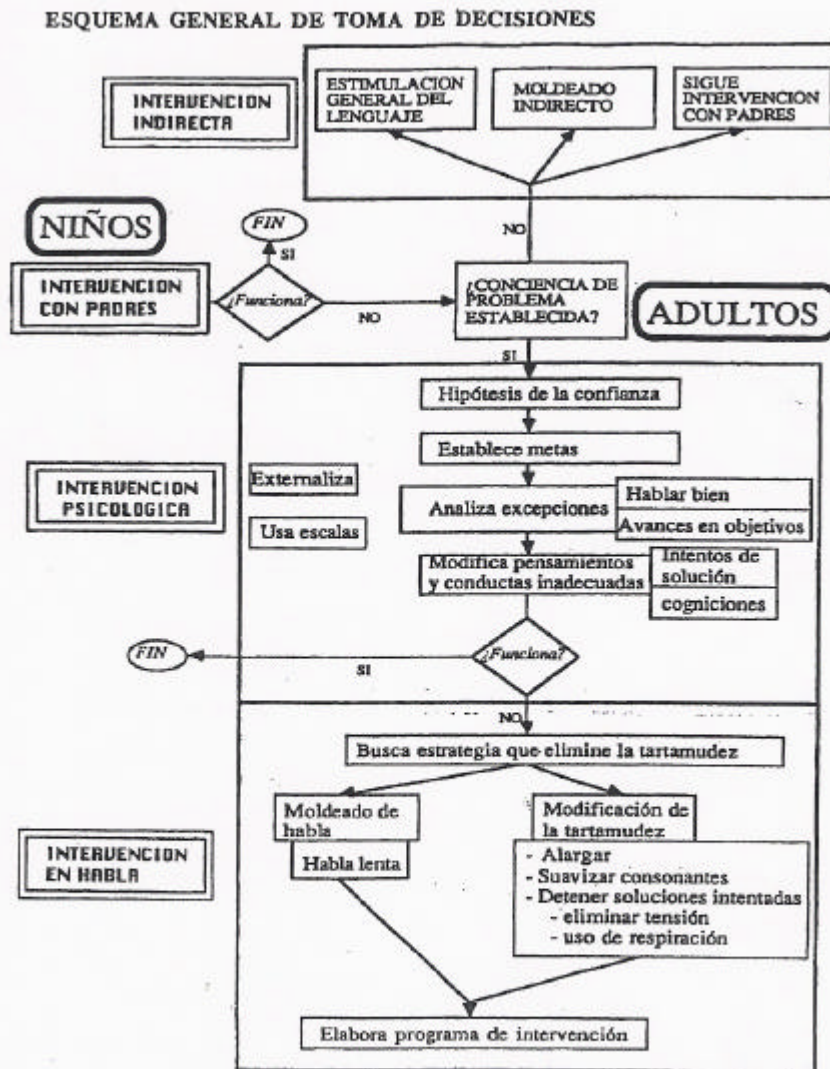 ESQUEMA GENERAL DE TOMA DE DECISIONES
INTERVENCION
INDIRECTA
ESTIMULACION
GENERAL DEL
LENGUAJE
MOLDEADO
INDIRECTO
SIGUE
INTERVENCION
CON PADRES
NO
NIÑOS
FIN
SI
INTERVENCION
CON PADRES
¿Funciona?
NO
¿CONCIENCIA DE
PROBLEMA
ESTABLECIDA?
ADULTOS
SI
Hipótesis de la confianza
Establece metas
INTERVENCION
PSICOLOGICA
Externaliza
Usa escalas
Analiza excepciones
Hablar bien
Avances en objetivos
Modifica pensamientos
y conductas inadecuadas
Intentos de
solución
cogniciones
FIN
SI
¿Funciona?
NO
Busca estrategia que elimine la tartamudez
Moldeado de
habla
Habla lenta
Modificación de
la tartamudez
- Alargar
- Suavizar consonantes
- Detener soluciones intentadas
- eliminar tensión
- uso de respiración
INTERVENCION
EN HABLA
Elabora programa de intervención